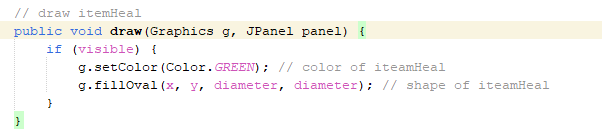 // draw itemHeal
public void draw(Graphics g, JPanel panel) {
if (visible) {
g.setColor(Color.GREEN); // color of iteamHeal
g.fillOval(x, y, diameter, diameter); // shape of iteamHeal
}
}